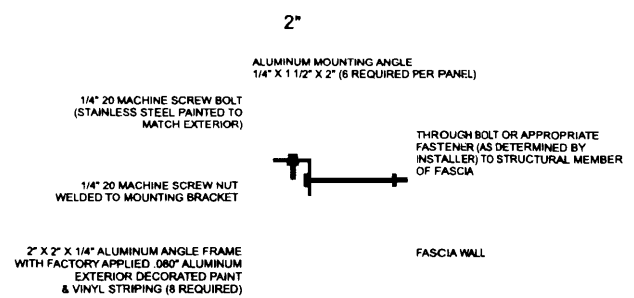 2"
ALUMINUM MOUNTING ANGLE
1/4" X 1 1/2" X 2" (6 REQUIRED PER PANEL)
1/4" 20 MACHINE SCREW BOLT
(STAINLESS STEEL PAINTED TO
MATCH EXTERIOR)
THROUGH BOLT OR APPROPRIATE
FASTENER (AS DETERMINED BY
INSTALLER) TO STRUCTURAL MEMBER
OF FASCIA
1/4" 20 MACHINE SCREW NUT
WELDED TO MOUNTING BRACKET
2" X 2" X 1/4" ALUMINUM ANGLE FRAME
WITH FACTORY APPLIED .080" ALUMINUM
EXTERIOR DECORATED PAINT
& VINYL STRIPING (8 REQUIRED)
FASCIA WALL